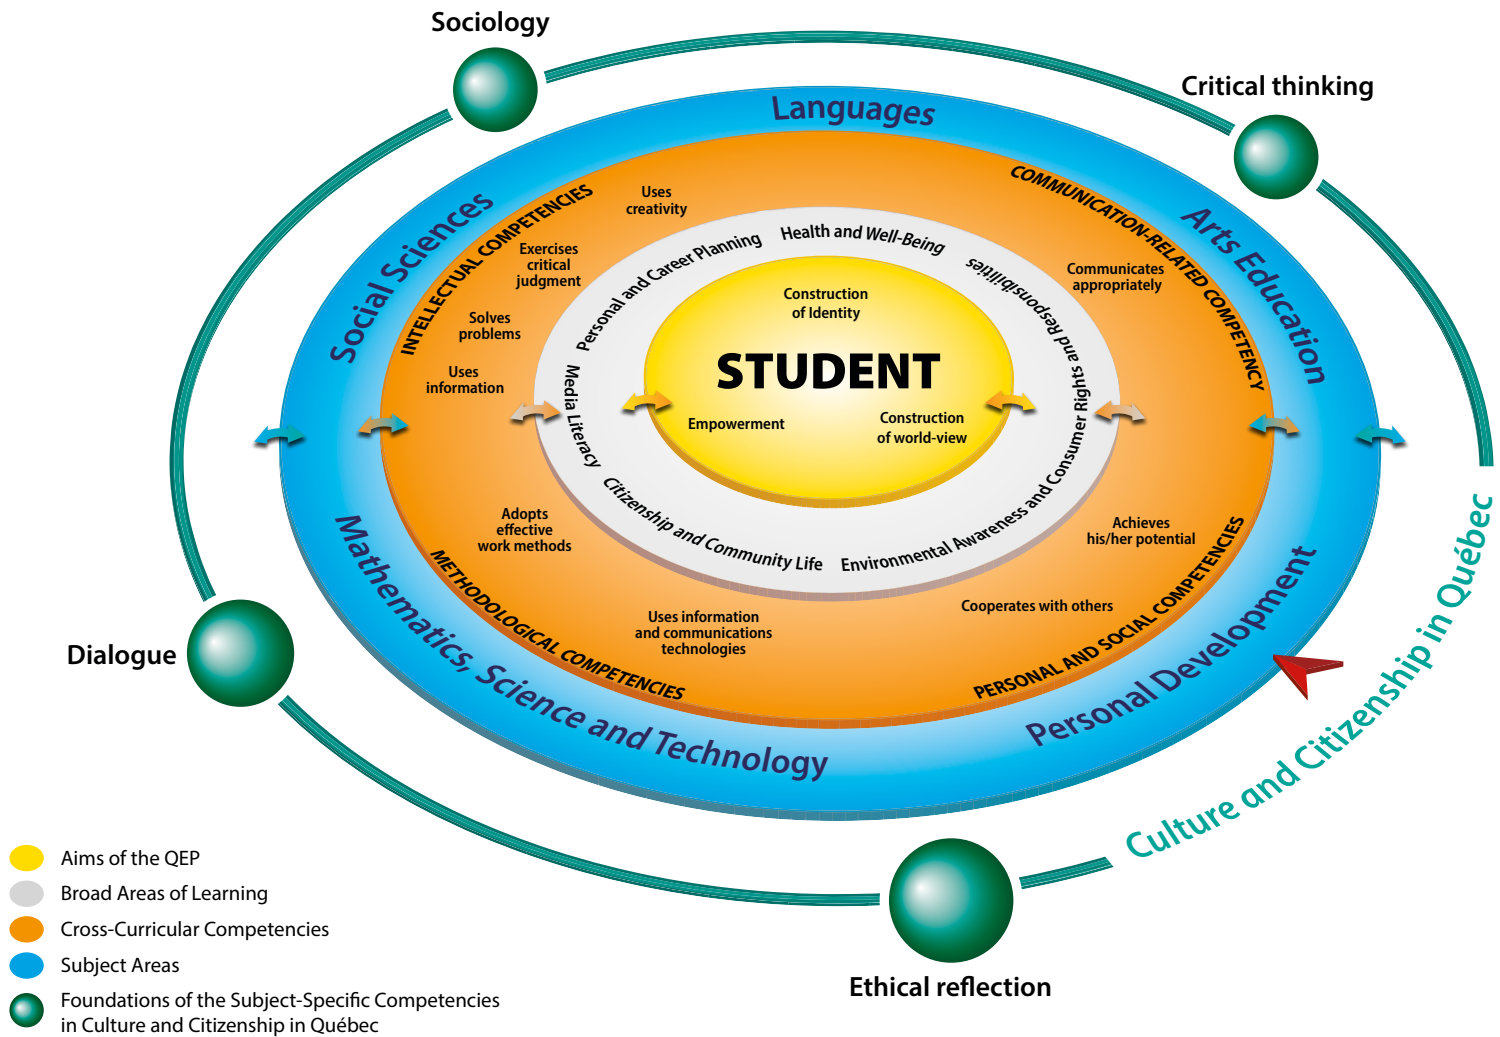 Sociology
Critical thinking
Languages
Social Sciences
Arts Education
INTELLECTUAL COMPETENCIES
COMMUNICATION-RELATED COMPETENCY
Uses
creativity
Exercises
critical
judgment
Solves
problems
Uses
information
Communicates
appropriately
Personal and Career Planning
Health and Well-Being
Environmental Awareness and Consumer Rights and Responsibilities
Media Literacy
Citizenship and Community Life
Construction
of Identity
STUDENT
Empowerment
Construction
of world-view
Adopts
effective
work methods
Achieves
his/her potential
Uses information
and communications
technologies
Cooperates with others
METHODOLOGICAL COMPETENCIES
PERSONAL AND SOCIAL COMPETENCIES
Mathematics, Science and Technology
Personal Development
Culture and Citizenship in Québec
Dialogue
Ethical reflection
Aims of the QEP
Broad Areas of Learning
Cross-Curricular Competencies
Subject Areas
Foundations of the Subject-Specific Competencies
in Culture and Citizenship in Québec